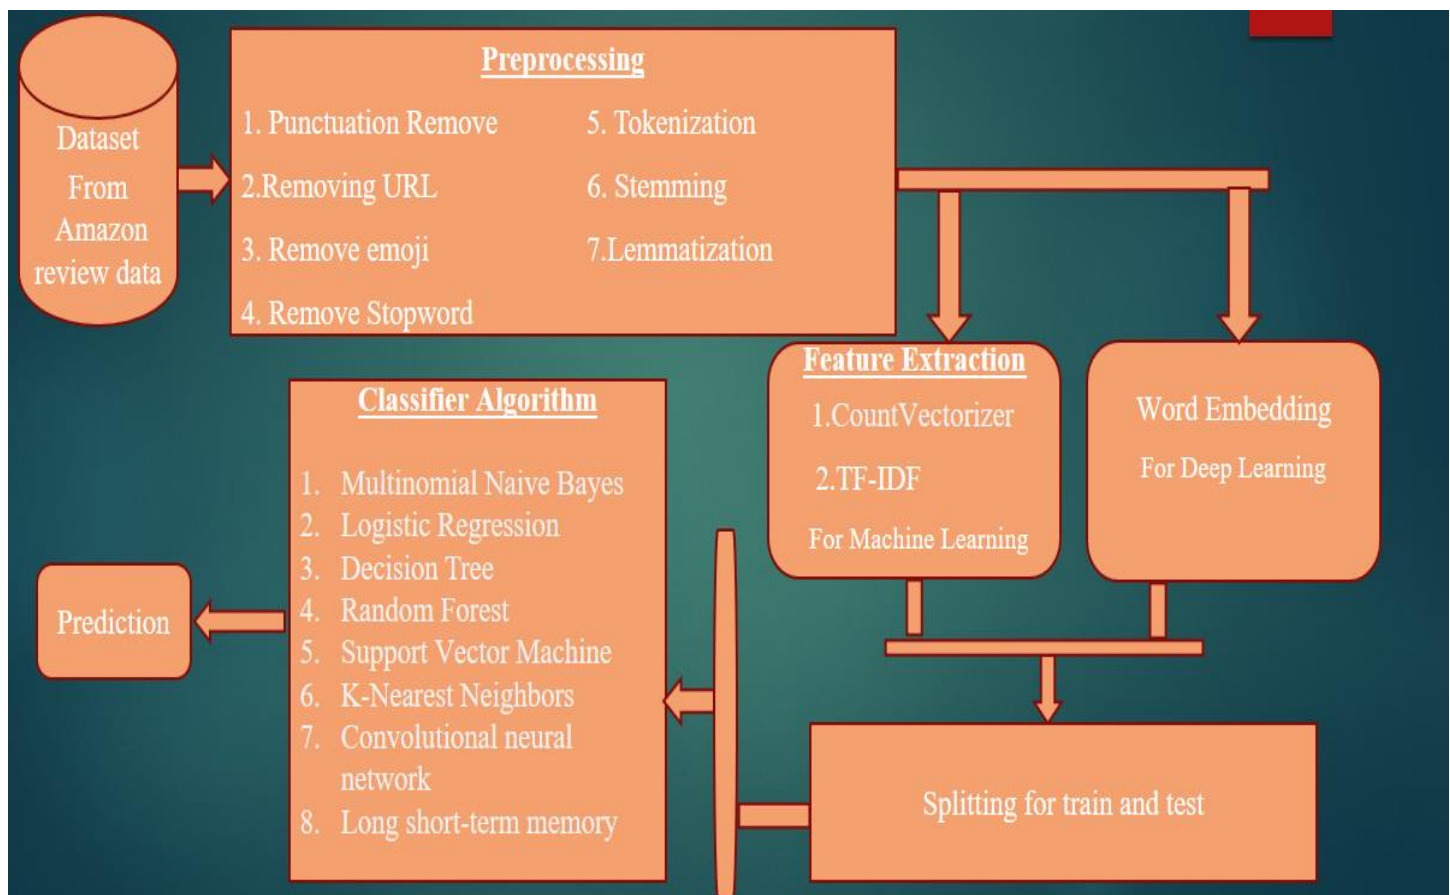 Dataset
From
Amazon
review data
Preprocessing
1. Punctuation Remove
2.Removing URL
3. Remove emoji
4. Remove Stopword
5. Tokenization
6. Stemming
7.Lemmatization
Feature Extraction
1.CountVectorizer
2.TF-IDF
For Machine Learning
Word Embedding
For Deep Learning
Splitting for train and test
Classifier Algorithm
1. Multinomial Naive Bayes
2. Logistic Regression
3. Decision Tree
4. Random Forest
5. Support Vector Machine
6. K-Nearest Neighbors
7. Convolutional neural
network
8. Long short-term memory
Prediction